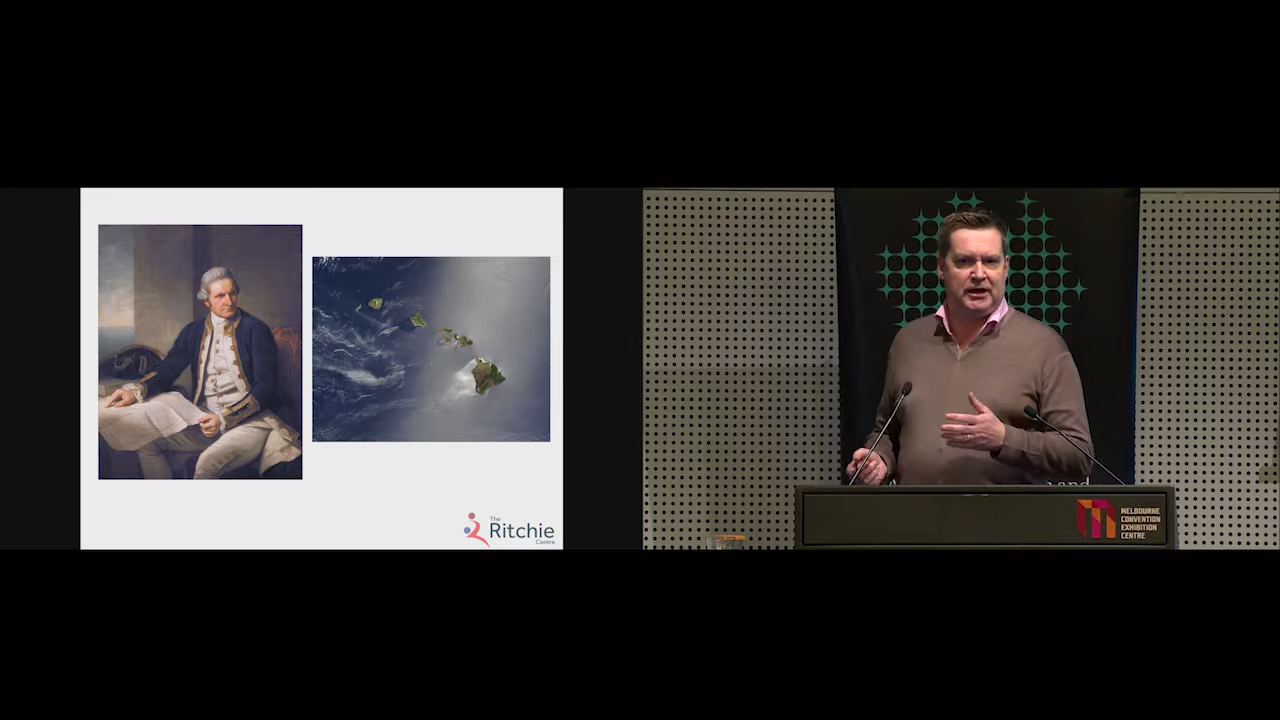 The
Ritchie
Centre
MELBOURNE
CONVENTION
EXHIBITION
CENTRE